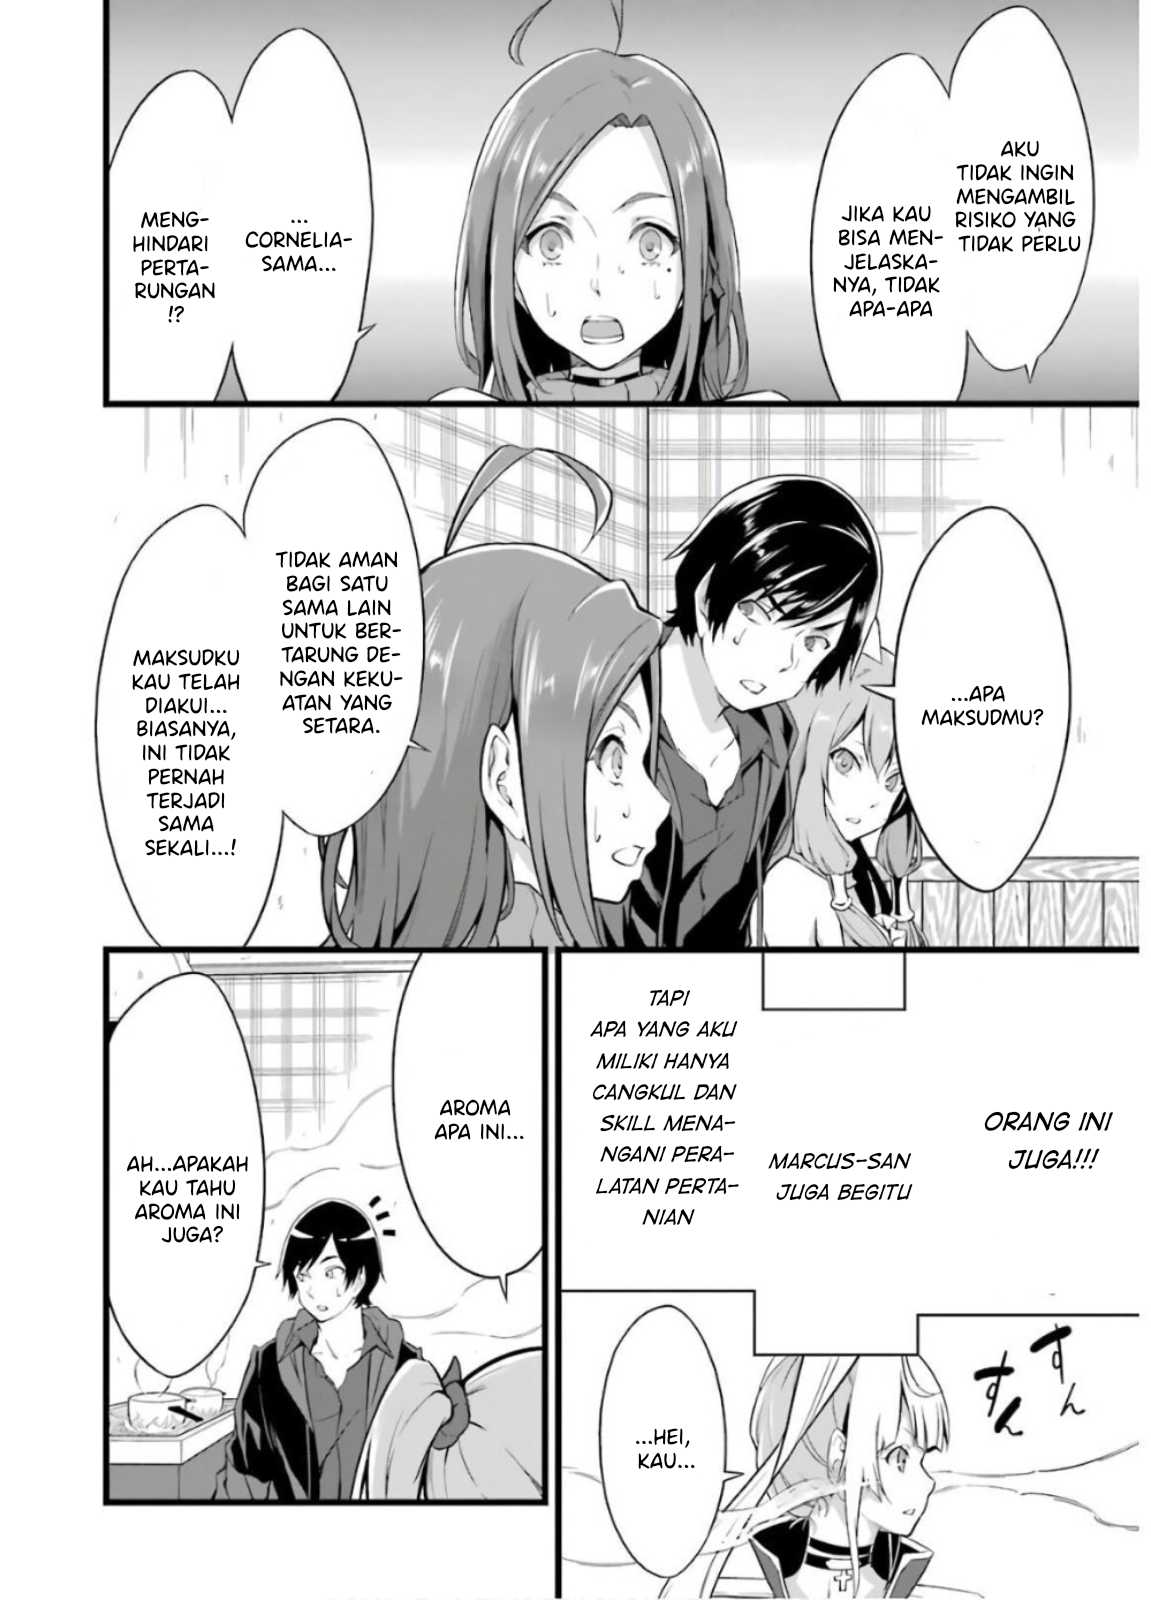 AKU
TIDAK INGIN
MENGAMBIL
RISIKO YANG
TIDAK PERLU
JIKA KAU
BISA MEN-
JELASKA-
NYA, TIDAK
APA-APA
...
CORNELIA-
SAMA...
MENG-
HINDARI
PERTA-
RUNGAN
!?
...APA
MAKSUDMU?
TIDAK AMAN
BAGI SATU
SAMA LAIN
UNTUK BER-
TARUNG DE-
NGAN KEKU-
ATAN YANG
SETARA.
MAKSUDKU
KAU TELAH
DIAKUI...
BIASANYA,
INI TIDAK
PERNAH
TERJADI
SAMA
SEKALI...!
ORANG INI
JUGA!!!
MARCUS-SAN
JUGA BEGITU
TAPI
APA YANG AKU
MILIKI HANYA
CANGKUL DAN
SKILL MENA-
NGANI PERA-
LATAN PERTA-
NIAN
すん
すん
...HEI,
KAU...
AROMA
APA INI...
AH...APAKAH
KAU TAHU
AROMA INI
JUGA?